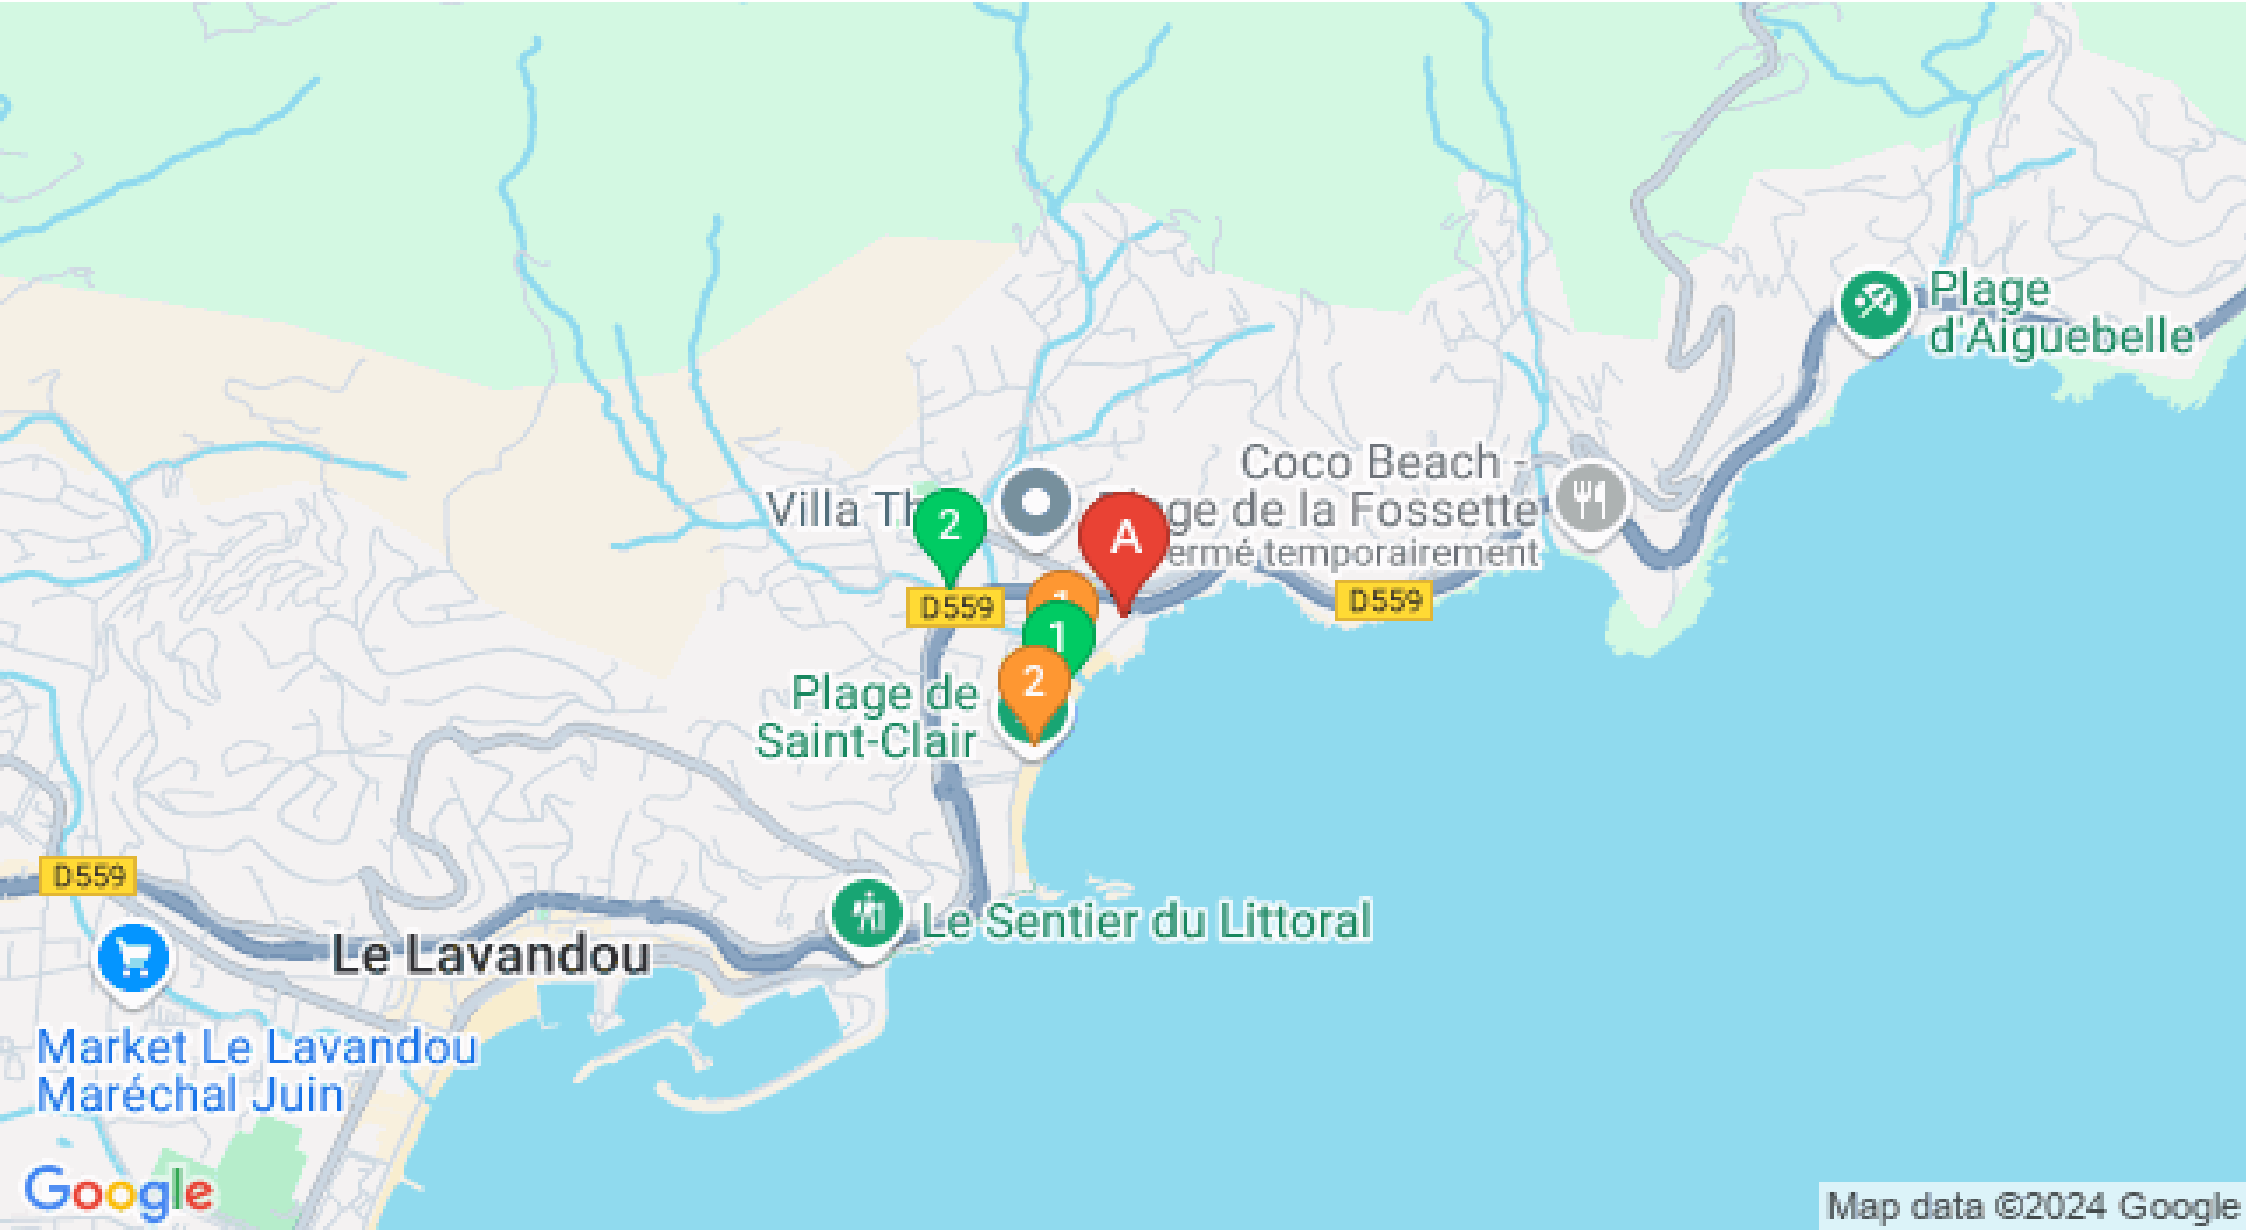 Plage
d'Aiguebelle
Coco Beach -
Villa Th
ge de la Fossette
ermé temporairement
2
A
D559
D559
1
1
2
Plage de
Saint-Clair
D559
Le Sentier du Littoral
Le Lavandou
Market Le Lavandou
Maréchal Juin
Google
Map data ©2024 Google